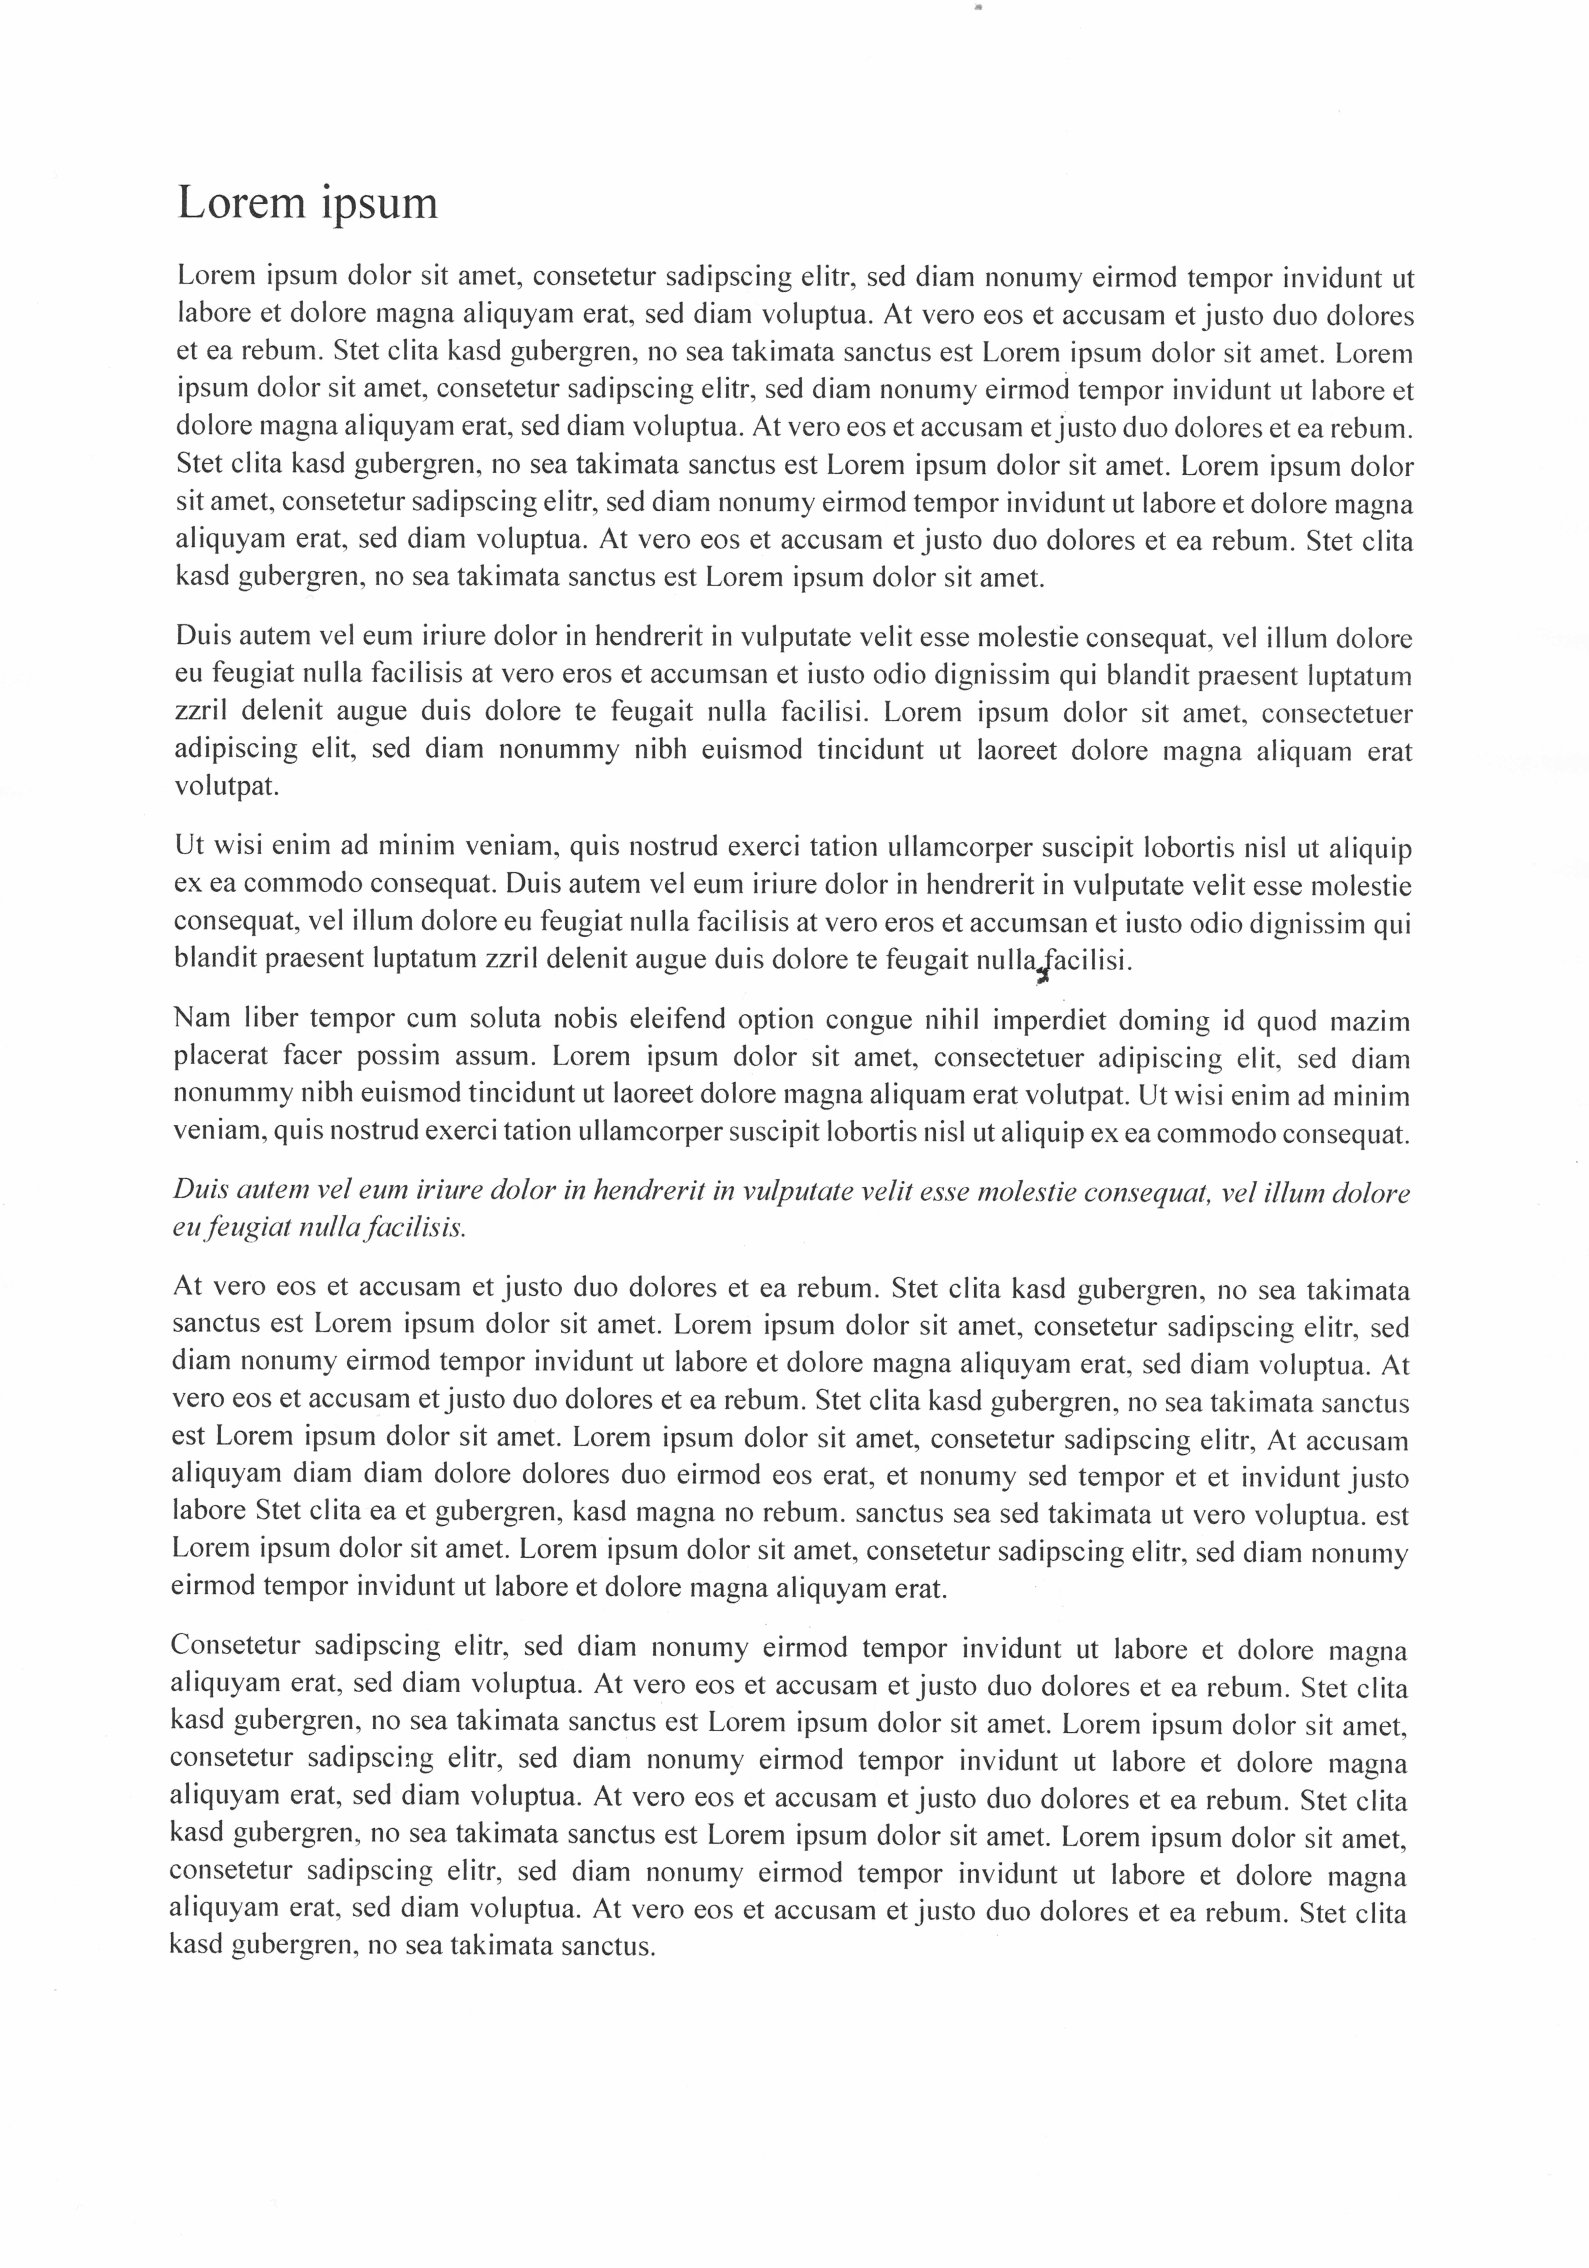 Lorem ipsum
Lorem ipsum dolor sit amet, consetetur sadipscing elitr, sed diam nonumy eirmod tempor invidunt ut
labore et dolore magna aliquyam erat, sed diam voluptua. At vero eos et accusam et justo duo dolores
et ea rebum. Stet clita kasd gubergren, no sea takimata sanctus est Lorem ipsum dolor sit amet. Lorem
ipsum dolor sit amet, consetetur sadipscing elitr, sed diam nonumy eirmod tempor invidunt ut labore et
dolore magna aliquyam erat, sed diam voluptua. At vero eos et accusam et justo duo dolores et ea rebum.
Stet clita kasd gubergren, no sea takimata sanctus est Lorem ipsum dolor sit amet. Lorem ipsum dolor
sit amet, consetetur sadipscing elitr, sed diam nonumy eirmod tempor invidunt ut labore et dolore magna
aliquyam erat, sed diam voluptua. At vero eos et accusam et justo duo dolores et ea rebum. Stet clita
kasd gubergren, no sea takimata sanctus est Lorem ipsum dolor sit amet.
Duis autem vel eum iriure dolor in hendrerit in vulputate velit esse molestie consequat, vel illum dolore
eu feugiat nulla facilisis at vero eros et accumsan et iusto odio dignissim qui blandit praesent luptatum
zzril delenit augue duis dolore te feugait nulla facilisi. Lorem ipsum dolor sit amet, consectetuer
adipiscing elit, sed diam nonummy nibh euismod tincidunt ut laoreet dolore magna aliquam erat
volutpat.
Ut wisi enim ad minim veniam, quis nostrud exerci tation ullamcorper suscipit lobortis nisl ut aliquip
ex ea commodo consequat. Duis autem vel eum iriure dolor in hendrerit in vulputate velit esse molestie
consequat, vel illum dolore eu feugiat nulla facilisis at vero eros et accumsan et iusto odio dignissim qui
blandit praesent luptatum zzril delenit augue duis dolore te feugait nulla facilisi.
Nam liber tempor cum soluta nobis eleifend option congue nihil imperdiet doming id quod mazim
placerat facer possim assum. Lorem ipsum dolor sit amet, consectetuer adipiscing elit, sed diam
nonummy nibh euismod tincidunt ut laoreet dolore magna aliquam erat volutpat. Ut wisi enim ad minim
veniam, quis nostrud exerci tation ullamcorper suscipit lobortis nisl ut aliquip ex ea commodo consequat.
Duis autem vel eum iriure dolor in hendrerit in vulputate velit esse molestie consequat, vel illum dolore
eu feugiat nulla facilisis.
At vero eos et accusam et justo duo dolores et ea rebum. Stet clita kasd gubergren, no sea takimata
sanctus est Lorem ipsum dolor sit amet. Lorem ipsum dolor sit amet, consetetur sadipscing elitr, sed
diam nonumy eirmod tempor invidunt ut labore et dolore magna aliquyam erat, sed diam voluptua. At
vero eos et accusam et justo duo dolores et ea rebum. Stet clita kasd gubergren, no sea takimata sanctus
est Lorem ipsum dolor sit amet. Lorem ipsum dolor sit amet, consetetur sadipscing elitr, At accusam
aliquyam diam diam dolore dolores duo eirmod eos erat, et nonumy sed tempor et et invidunt justo
labore Stet clita ea et gubergren, kasd magna no rebum. sanctus sea sed takimata ut vero voluptua. est
Lorem ipsum dolor sit amet. Lorem ipsum dolor sit amet, consetetur sadipscing elitr, sed diam nonumy
eirmod tempor invidunt ut labore et dolore magna aliquyam erat.
Consetetur sadipscing elitr, sed diam nonumy eirmod tempor invidunt ut labore et dolore magna
aliquyam erat, sed diam voluptua. At vero eos et accusam et justo duo dolores et ea rebum. Stet clita
kasd gubergren, no sea takimata sanctus est Lorem ipsum dolor sit amet. Lorem ipsum dolor sit amet,
consetetur sadipscing elitr, sed diam nonumy eirmod tempor invidunt ut labore et dolore magna
aliquyam erat, sed diam voluptua. At vero eos et accusam et justo duo dolores et ea rebum. Stet clita
kasd gubergren, no sea takimata sanctus est Lorem ipsum dolor sit amet. Lorem ipsum dolor sit amet,
consetetur sadipscing elitr, sed diam nonumy eirmod tempor invidunt ut labore et dolore magna
aliquyam erat, sed diam voluptua. At vero eos et accusam et justo duo dolores et ea rebum. Stet clita
kasd gubergren, no sea takimata sanctus.